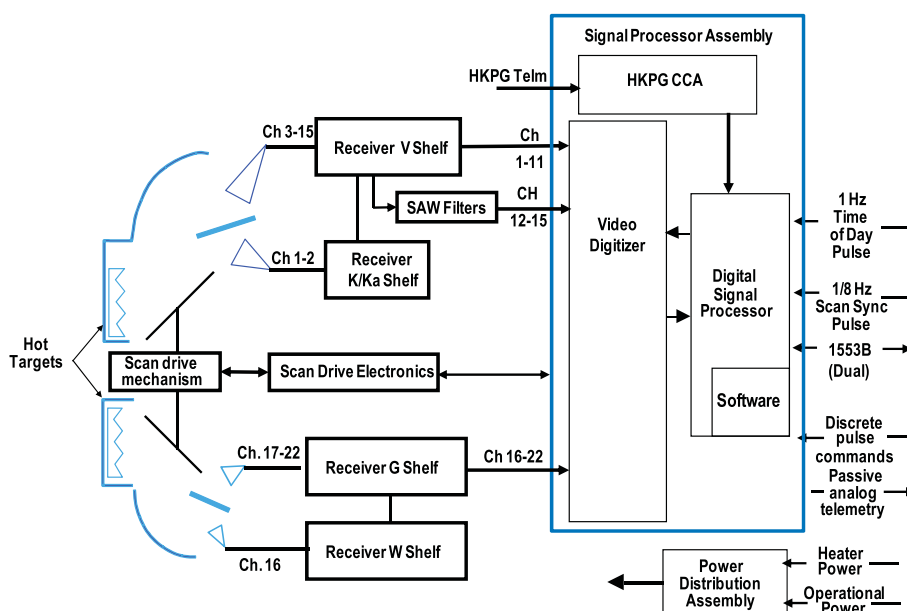 Signal Processor Assembly
HKPG Telm
HKPG CCA
Ch 3-15
Receiver V Shelf
Ch
1-11
SAW Filters
CH
12-15
Ch 1-2
Receiver
K/Ka Shelf
Video
Digitizer
Digital
Signal
Processor
Software
1 Hz
Time
of Day
Pulse
1/8 Hz
Scan Sync
Pulse
1553B
(Dual)
Discrete
pulse
commands
Passive
analog
telemetry
Hot
Targets
Scan drive
mechanism
Scan Drive Electronics
Ch. 17-22
Receiver G Shelf
Ch 16-22
Ch. 16
Receiver W Shelf
Power
Distribution
Assembly
Heater
Power
Operational
Power